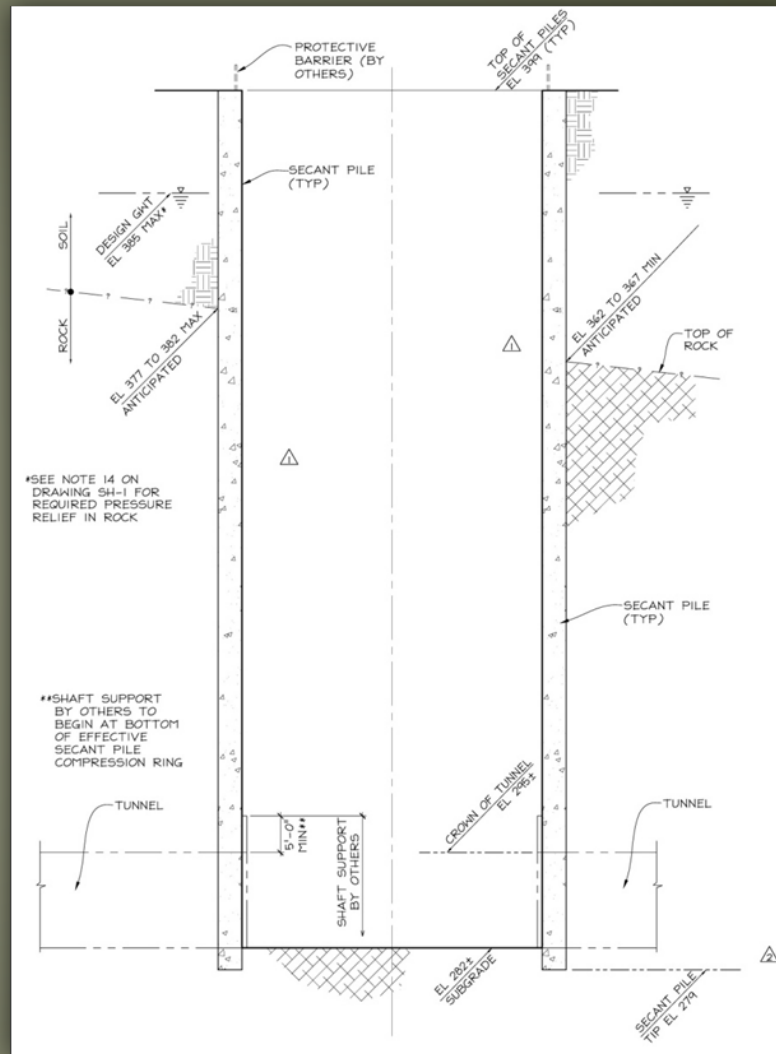 PROTECTIVE
BARRIER (BY
OTHERS)
TOP OF
SECANT PILES
EL 399 (TYP)
SECANT PILE
(TYP)
DESIGN GWT
EL 385 MAX*
SOIL
?
?
?
ROCK
EL 377 TO 382 MAX
ANTICIPATED
EL 362 TO 367 MIN
ANTICIPATED
TOP OF
ROCK
?
?
?
1
1
*SEE NOTE 14 ON
DRAWING SH-1 FOR
REQUIRED PRESSURE
RELIEF IN ROCK
SECANT PILE
(TYP)
**SHAFT SUPPORT
BY OTHERS TO
BEGIN AT BOTTOM
OF EFFECTIVE
SECANT PILE
COMPRESSION RING
TUNNEL
5'-0"
MIN**
SHAFT SUPPORT
BY OTHERS
CROWN OF TUNNEL
EL 295±
TUNNEL
EL 282±
SUBGRADE
2
SECANT PILE
TIP EL 279